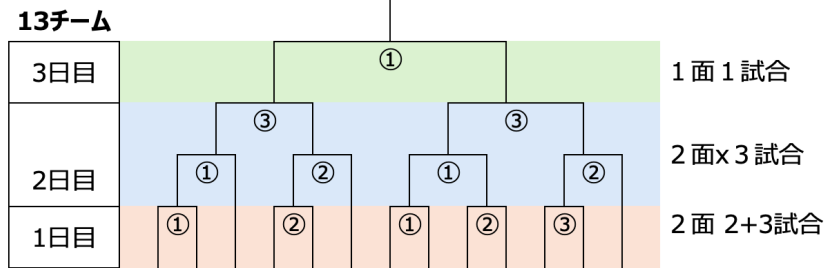 13チーム
①
3日目
1面1試合
③ ③
① ② ① ②
2日目
2面x3試合
① ② ① ② ③
1日目
2面 2+3試合